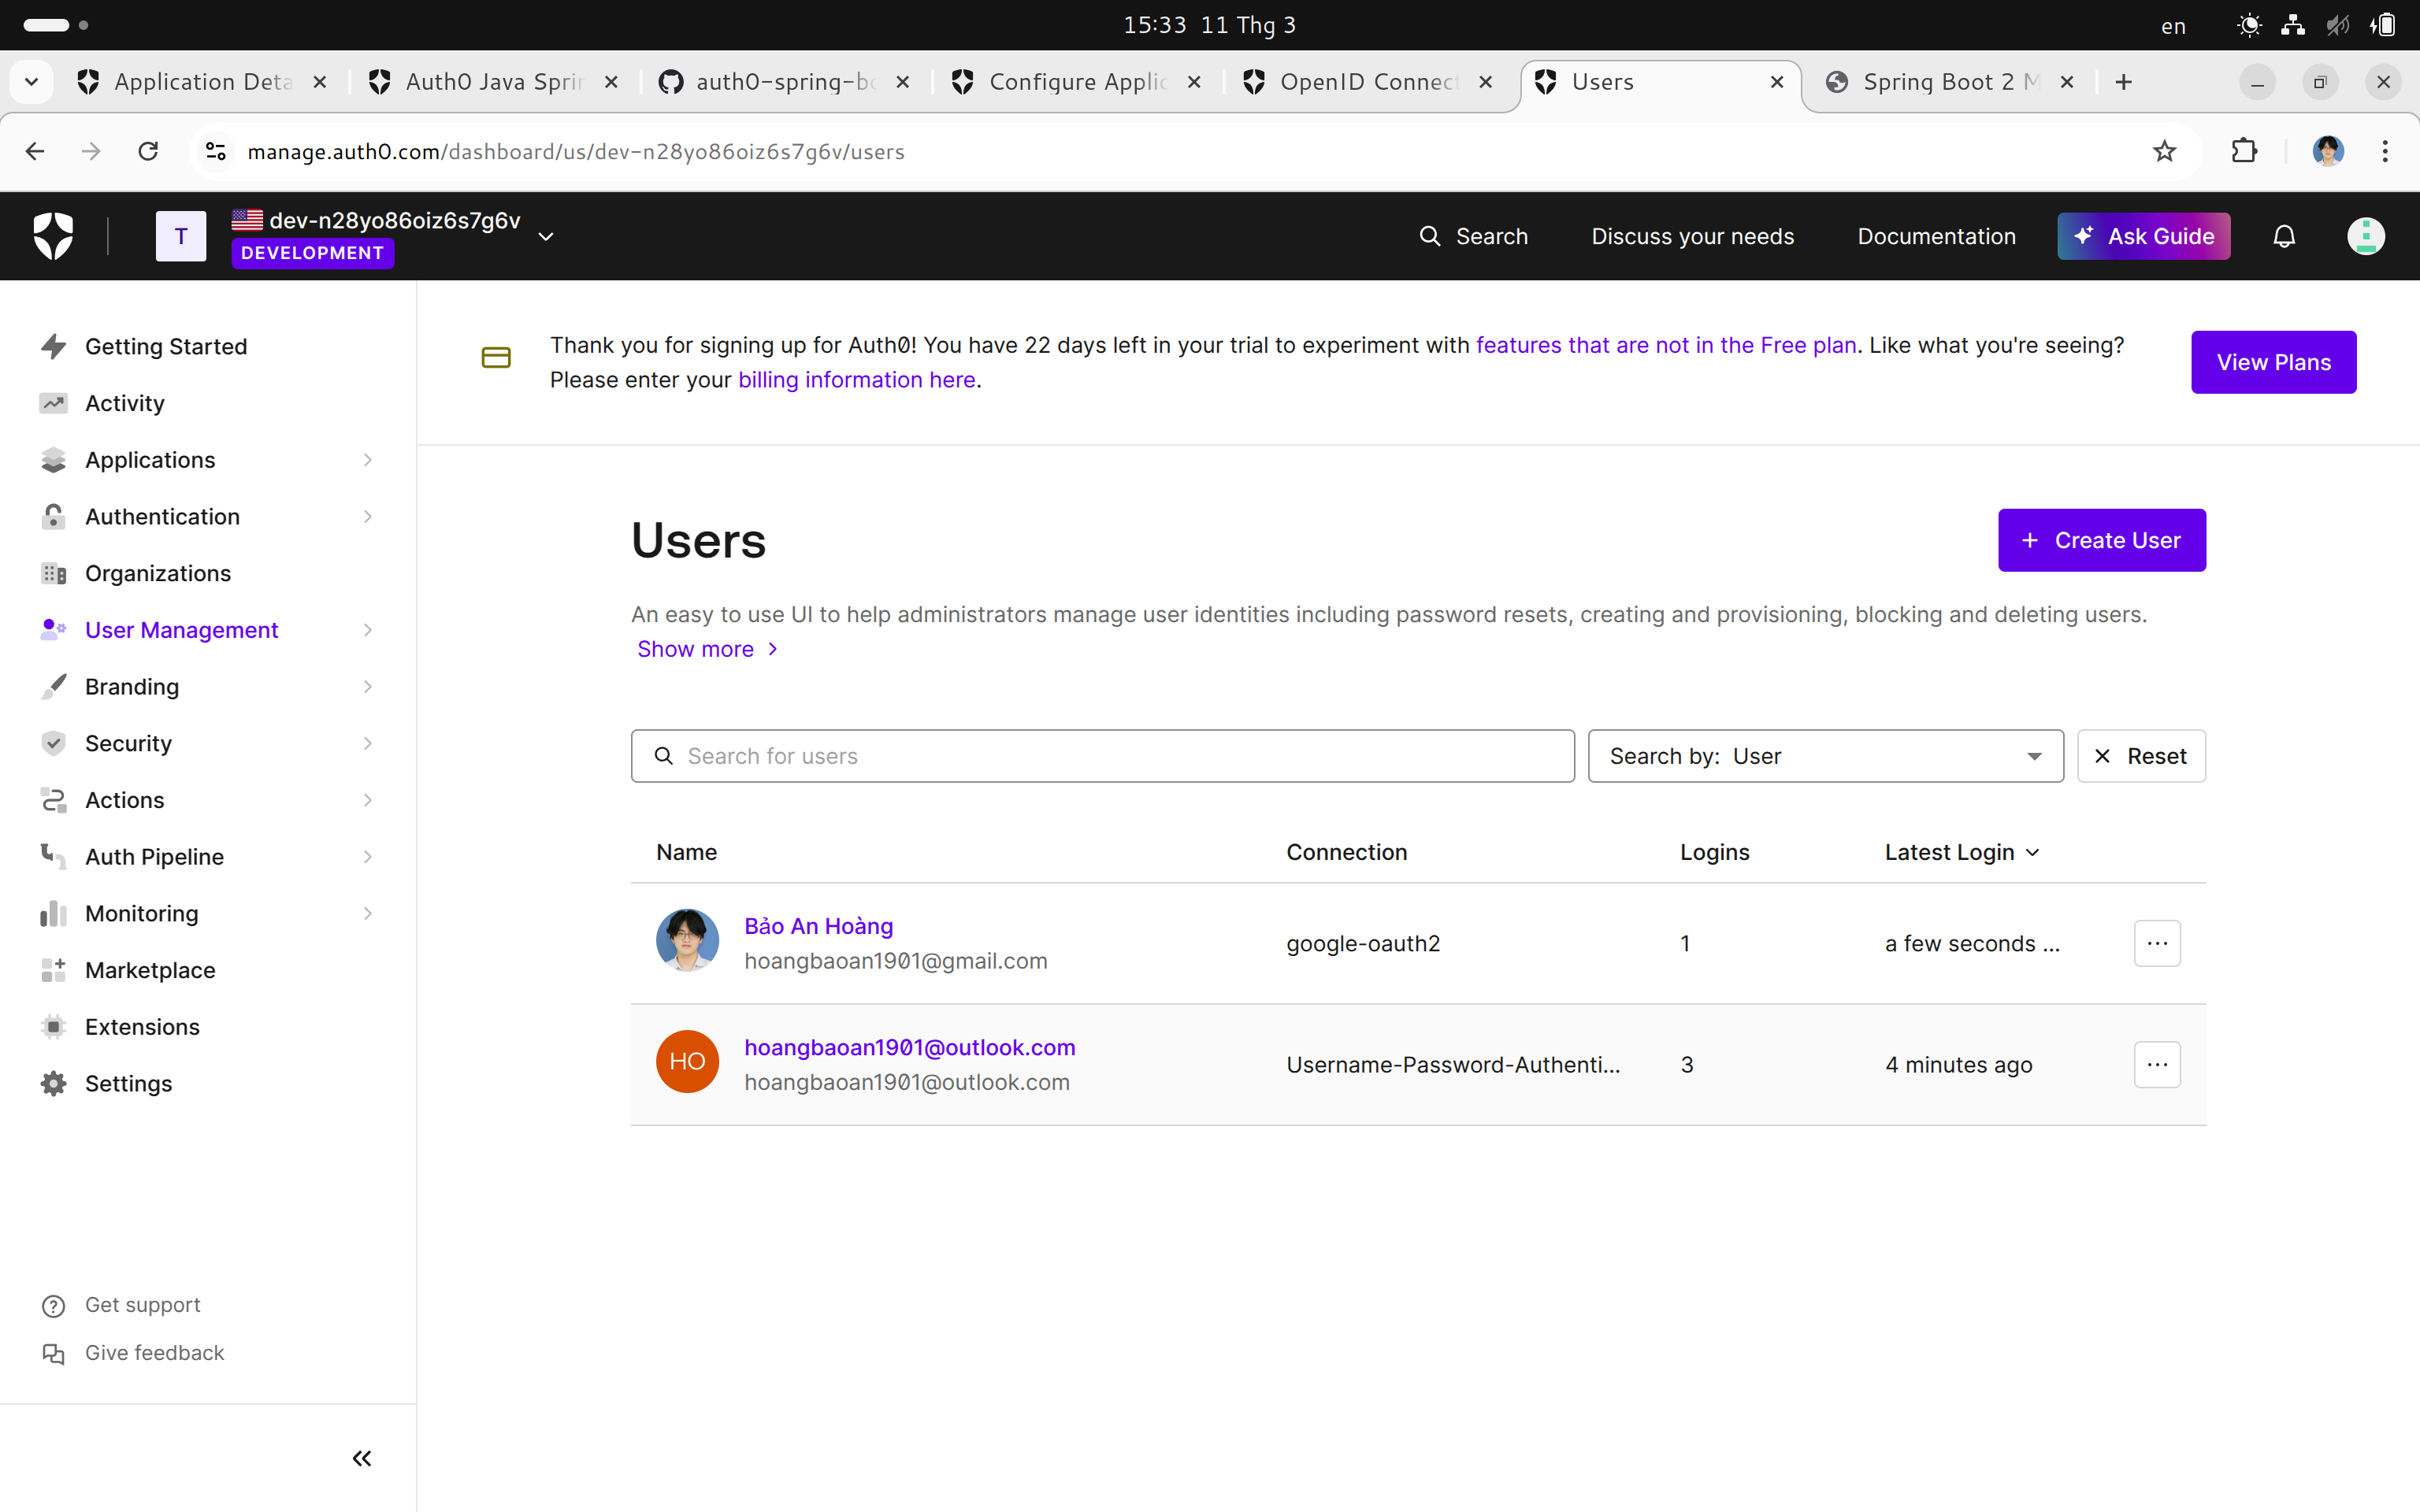 15:33 11 Thg 3
en
Application Deta
Auth0 Java Sprin
auth0-spring-bo
Configure Applic
OpenID Connect
Users
Spring Boot 2 M
manage.auth0.com/dashboard/us/dev-n28yo86oiz6s7g6v/users
T
dev-n28yo86oiz6s7g6v
DEVELOPMENT
Search
Discuss your needs
Documentation
Ask Guide
Getting Started
Activity
Applications
Authentication
Organizations
User Management
Branding
Security
Actions
Auth Pipeline
Monitoring
Marketplace
Extensions
Settings
Get support
Give feedback
Thank you for signing up for Auth0! You have 22 days left in your trial to experiment with features that are not in the Free plan. Like what you're seeing?
Please enter your billing information here.
View Plans
Users
+ Create User
An easy to use UI to help administrators manage user identities including password resets, creating and provisioning, blocking and deleting users.
Show more
Search for users
Search by: User
Reset
Name Connection Logins Latest Login
Bảo An Hoàng
hoangbaoan1901@gmail.com
google-oauth2
1
a few seconds ...
HO
hoangbaoan1901@outlook.com
hoangbaoan1901@outlook.com
Username-Password-Authenti...
3
4 minutes ago